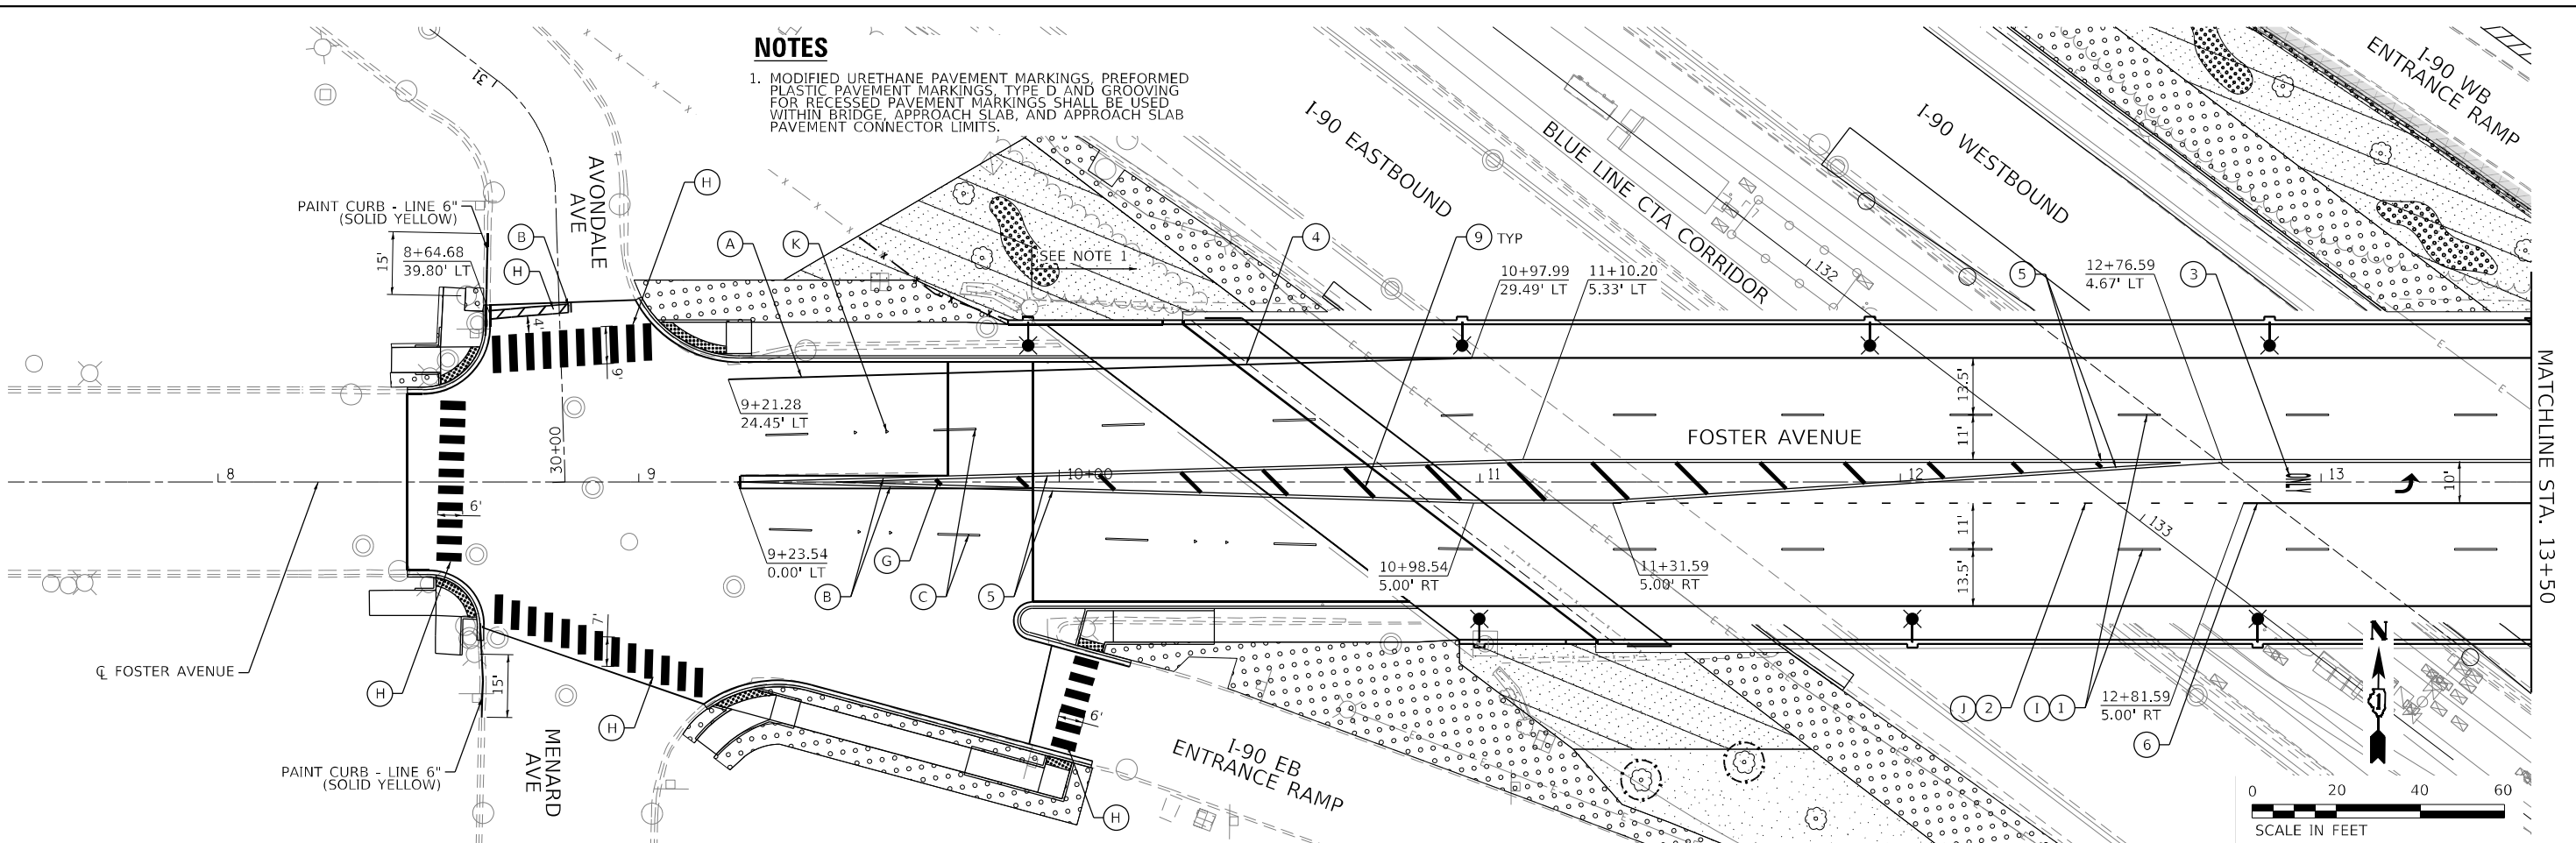 NOTES
1. MODIFIED URETHANE PAVEMENT MARKINGS, PREFORMED
PLASTIC PAVEMENT MARKINGS, TYPE D AND GROOVING
FOR RECESSED PAVEMENT MARKINGS SHALL BE USED
WITHIN BRIDGE, APPROACH SLAB, AND APPROACH SLAB
PAVEMENT CONNECTOR LIMITS.
31
AVONDALE
AVE
PAINT CURB - LINE 6"
(SOLID YELLOW)
15'
8+64.68
39.80' LT
B
H
H
A
K
4
9 TYP
SEE NOTE 1
I-90 EASTBOUND
BLUE LINE CTA CORRIDOR
I-90 WESTBOUND
I-90 WB
ENTRANCE RAMP
10+97.99
29.49' LT
11+10.20
5.33' LT
132
5
12+76.59
4.67' LT
3
4'
9'
9+21.28
24.45' LT
13.5'
11'
FOSTER AVENUE
MATCHLINE STA. 13+50
8
30+00
9
10+00
11
12
13
10'
6'
9+23.54
0.00' LT
G
B
C
5
10+98.54
5.00' RT
11+31.59
5.00' RT
11'
13.5'
133
J
2
I
1
12+81.59
5.00' RT
6
N
℄ FOSTER AVENUE
H
7'
15'
H
6'
H
PAINT CURB - LINE 6"
(SOLID YELLOW)
MENARD
AVE
I-90 EB
ENTRANCE RAMP
0 20 40 60
SCALE IN FEET